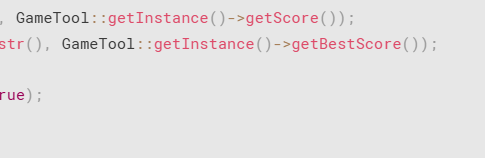 , GameTool::getInstance()->getScore());
str(), GameTool::getInstance()->getBestScore());
rue);